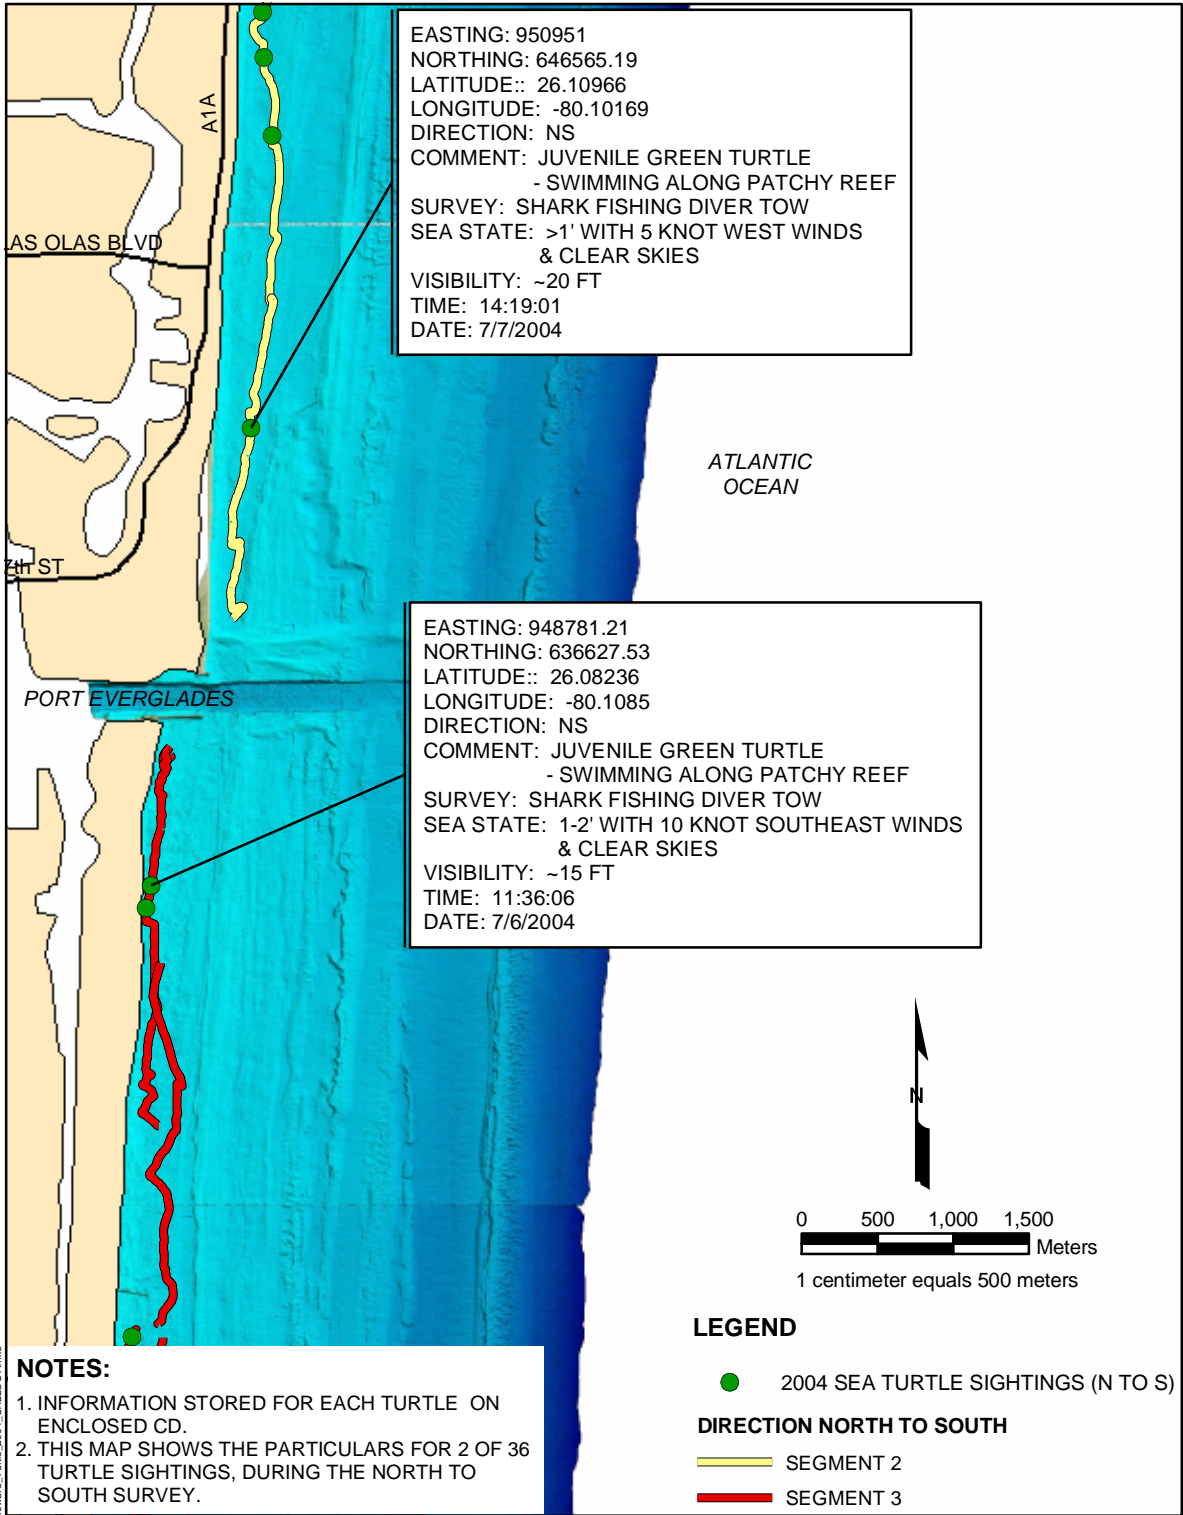 EASTING: 950951
NORTHING: 646565.19
LATITUDE:: 26.10966
LONGITUDE: -80.10169
DIRECTION: NS
COMMENT: JUVENILE GREEN TURTLE
- SWIMMING ALONG PATCHY REEF
SURVEY: SHARK FISHING DIVER TOW
SEA STATE: >1' WITH 5 KNOT WEST WINDS
& CLEAR SKIES
VISIBILITY: ~20 FT
TIME: 14:19:01
DATE: 7/7/2004
A1A
LAS OLAS BLVD
ATLANTIC
OCEAN
7th ST
PORT EVERGLADES
EASTING: 948781.21
NORTHING: 636627.53
LATITUDE:: 26.08236
LONGITUDE: -80.1085
DIRECTION: NS
COMMENT: JUVENILE GREEN TURTLE
- SWIMMING ALONG PATCHY REEF
SURVEY: SHARK FISHING DIVER TOW
SEA STATE: 1-2' WITH 10 KNOT SOUTHEAST WINDS
& CLEAR SKIES
VISIBILITY: ~15 FT
TIME: 11:36:06
DATE: 7/6/2004
N
0 500 1,000 1,500
Meters
1 centimeter equals 500 meters
LEGEND
2004 SEA TURTLE SIGHTINGS (N TO S)
DIRECTION NORTH TO SOUTH
SEGMENT 2
SEGMENT 3
NOTES:
1. INFORMATION STORED FOR EACH TURTLE ON
ENCLOSED CD.
2. THIS MAP SHOWS THE PARTICULARS FOR 2 OF 36
TURTLE SIGHTINGS, DURING THE NORTH TO
SOUTH SURVEY.